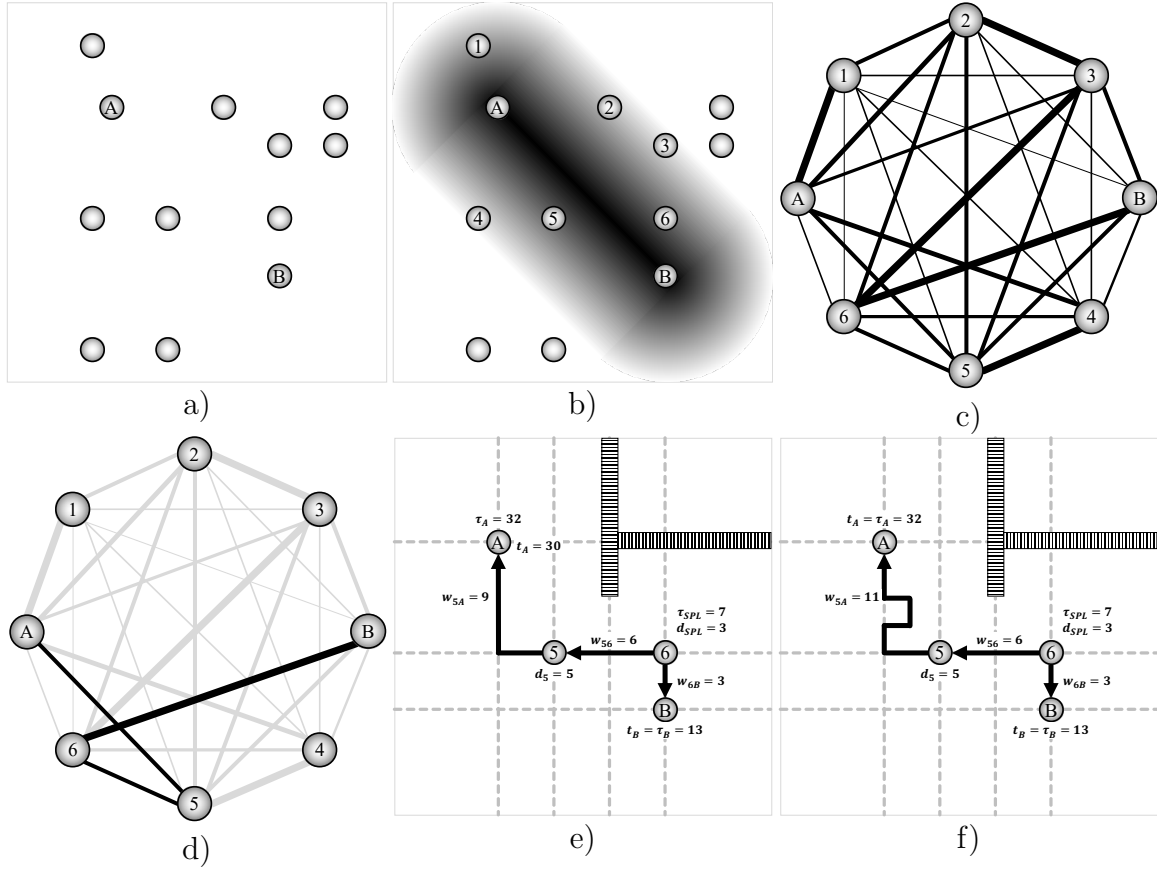 A
B
a)
1
A
2
3
4
5
6
B
b)
2
1
3
A
B
6
4
5
c)
2
1
3
A
B
6
4
5
d)
τ_A = 32
A
t_A = 30
w_5A = 9
τ_SPL = 7
d_SPL = 3
w_56 = 6
5
6
d_5 = 5
w_6B = 3
B
t_B = τ_B = 13
e)
t_A = τ_A = 32
A
w_5A = 11
τ_SPL = 7
d_SPL = 3
w_56 = 6
5
6
d_5 = 5
w_6B = 3
B
t_B = τ_B = 13
f)